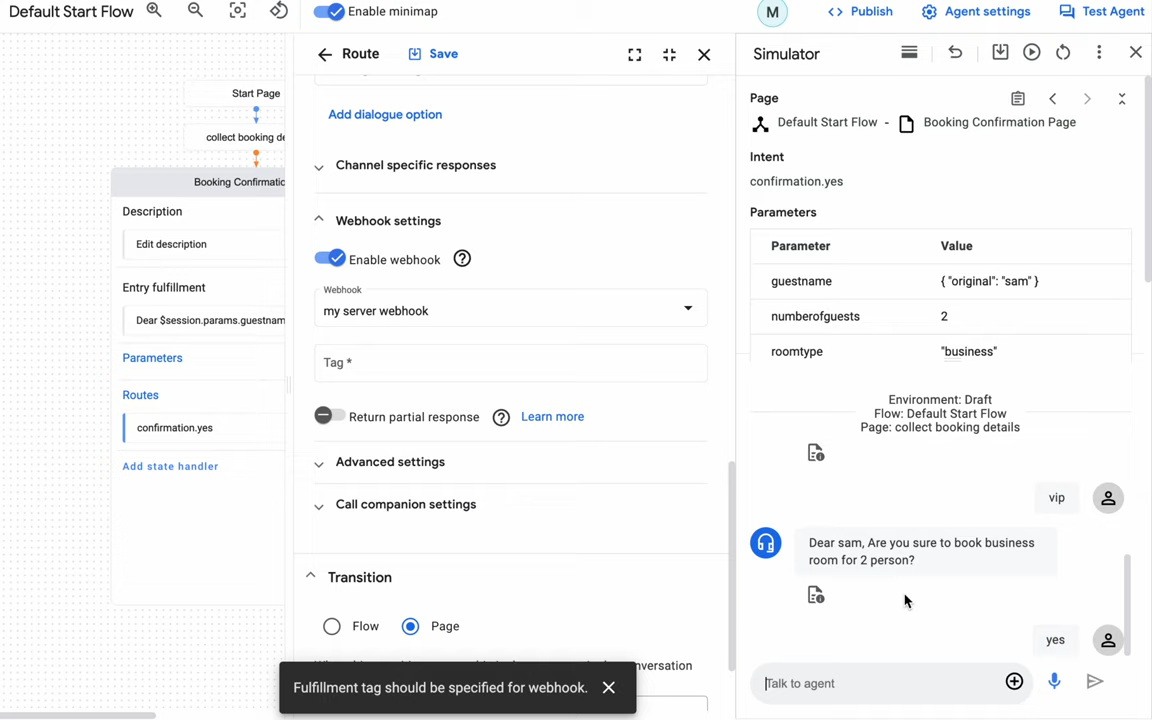 Default Start Flow
Enable minimap
M
Publish
Agent settings
Test Agent
Start Page
collect booking de
Booking Confirmatic
Description
Edit description
Entry fulfillment
Dear $session.params.guestnam
Parameters
Routes
confirmation.yes
Add state handler
Route
Save
Add dialogue option
Channel specific responses
Webhook settings
Enable webhook
Webhook
my server webhook
Tag *
Return partial response
Learn more
Advanced settings
Call companion settings
Transition
Flow
Page
nversation
Fulfillment tag should be specified for webhook.
Simulator
Page
Default Start Flow - Booking Confirmation Page
Intent
confirmation.yes
Parameters
Parameter Value
guestname { "original": "sam" }
numberofguests 2
roomtype "business"
Environment: Draft
Flow: Default Start Flow
Page: collect booking details
vip
Dear sam, Are you sure to book business
room for 2 person?
yes
Talk to agent